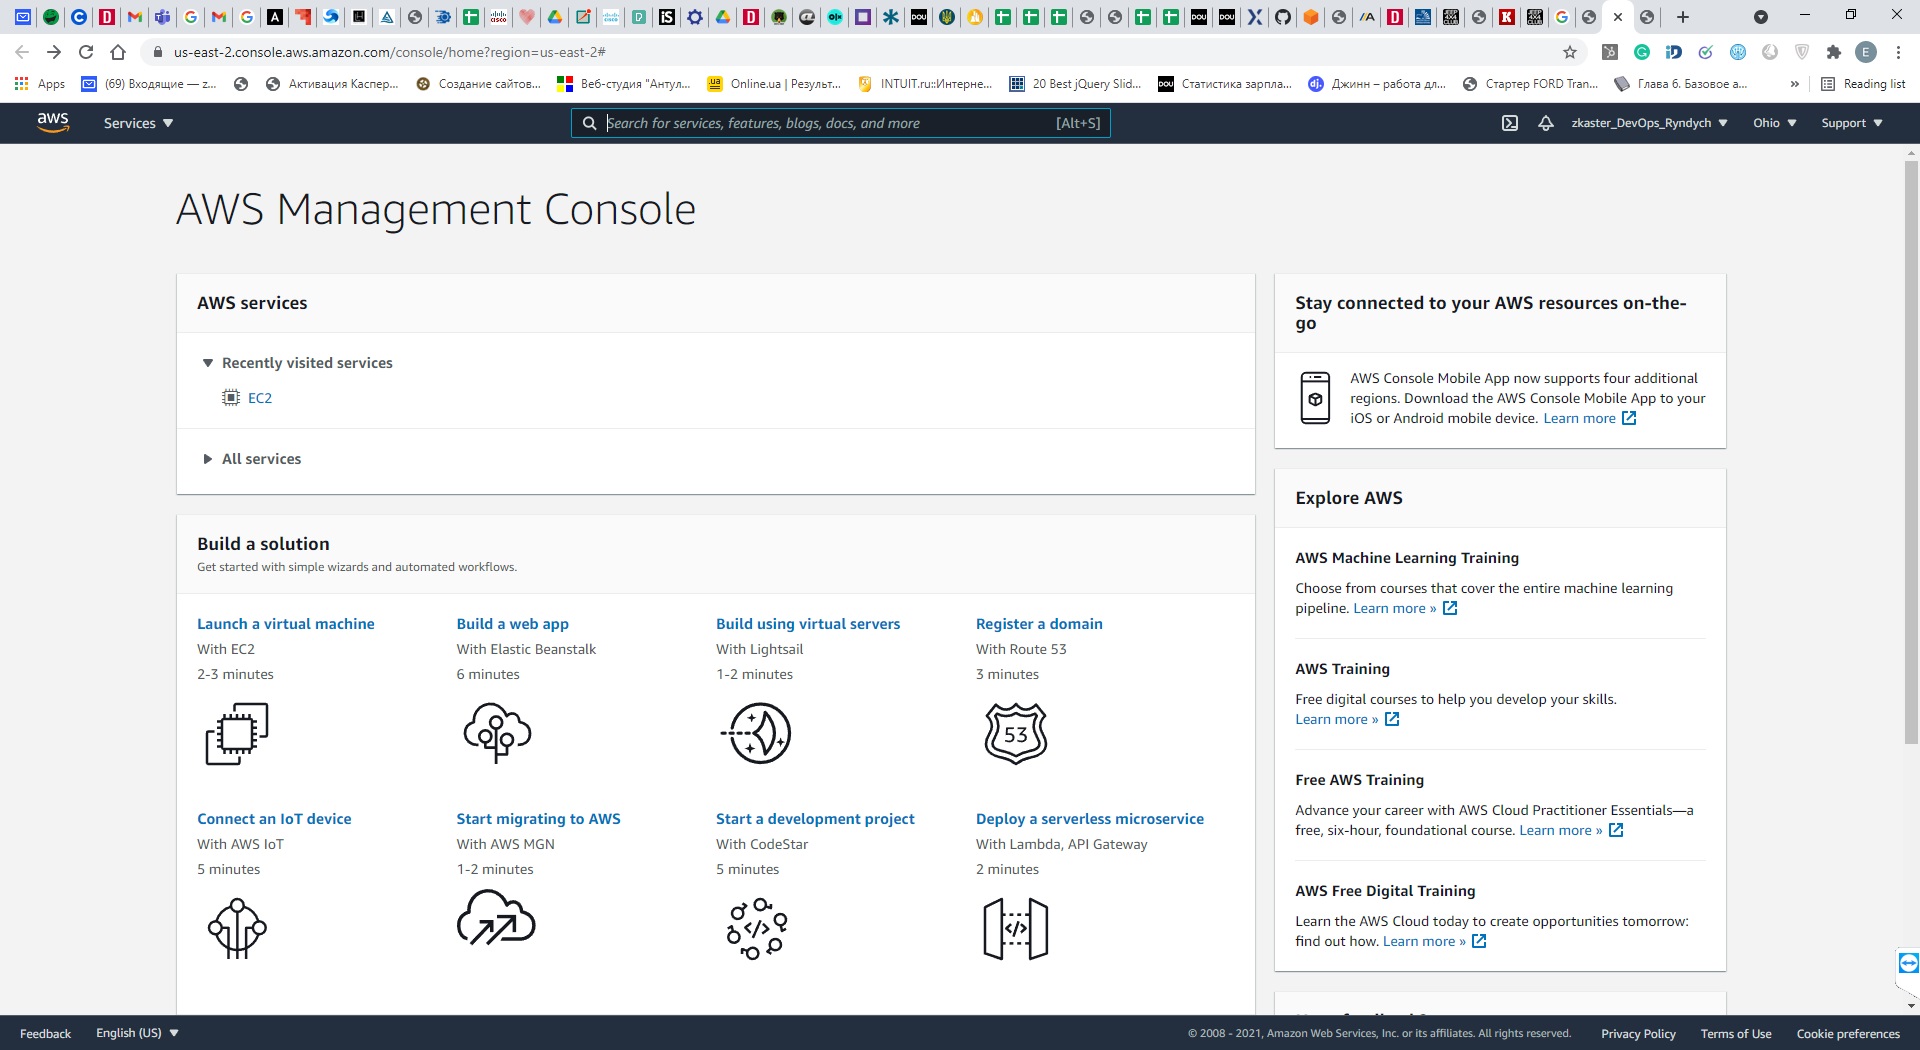 us-east-2.console.aws.amazon.com/console/home?region=us-east-2#
Apps
(69) Входящие — z...
Активация Каспер...
Создание сайтов...
Веб-студия "Антул...
Online.ua | Результ...
INTUIT.ru::Интерне...
20 Best jQuery Slid...
Статистика зарпла...
Джинн – работа дл...
Стартер FORD Tran...
Глава 6. Базовое а...
»
Reading list
aws
Services
Search for services, features, blogs, docs, and more
[Alt+S]
zkaster_DevOps_Ryndych
Ohio
Support
AWS Management Console
AWS services
Recently visited services
EC2
All services
Build a solution
Get started with simple wizards and automated workflows.
Launch a virtual machine
With EC2
2-3 minutes
Build a web app
With Elastic Beanstalk
6 minutes
Build using virtual servers
With Lightsail
1-2 minutes
Register a domain
With Route 53
3 minutes
53
Connect an IoT device
With AWS IoT
5 minutes
Start migrating to AWS
With AWS MGN
1-2 minutes
Start a development project
With CodeStar
5 minutes
Deploy a serverless microservice
With Lambda, API Gateway
2 minutes
Stay connected to your AWS resources on-the-
go
AWS Console Mobile App now supports four additional
regions. Download the AWS Console Mobile App to your
iOS or Android mobile device. Learn more
Explore AWS
AWS Machine Learning Training
Choose from courses that cover the entire machine learning
pipeline. Learn more »
AWS Training
Free digital courses to help you develop your skills.
Learn more »
Free AWS Training
Advance your career with AWS Cloud Practitioner Essentials—a
free, six-hour, foundational course. Learn more »
AWS Free Digital Training
Learn the AWS Cloud today to create opportunities tomorrow:
find out how. Learn more »
Feedback
English (US)
© 2008 - 2021, Amazon Web Services, Inc. or its affiliates. All rights reserved.
Privacy Policy
Terms of Use
Cookie preferences